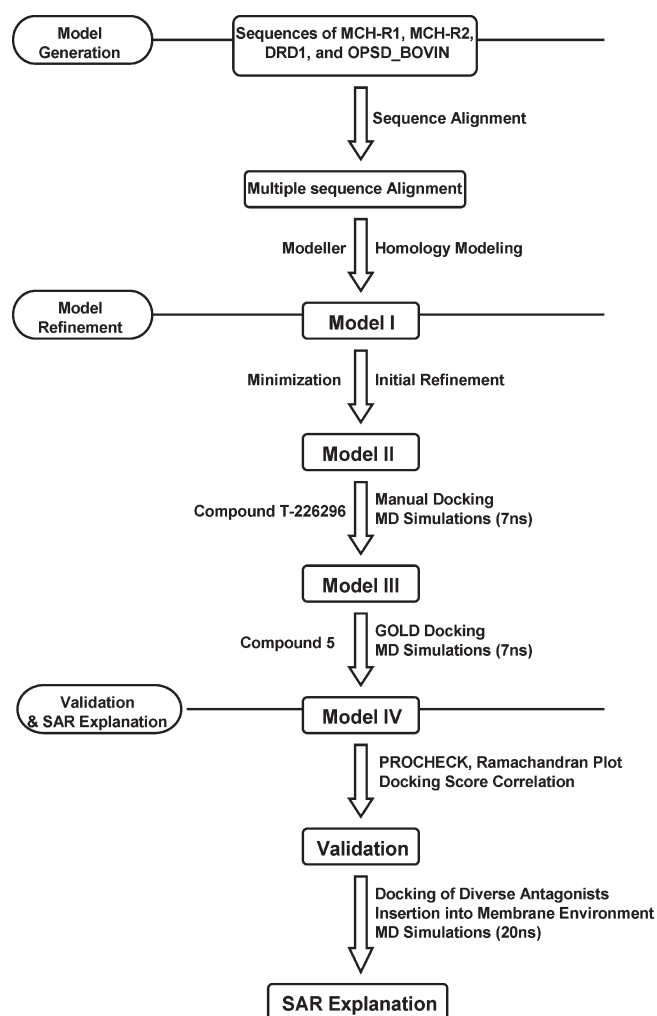 Model
Generation
Sequences of MCH-R1, MCH-R2,
DRD1, and OPSD_BOVIN
Sequence Alignment
Multiple sequence Alignment
Modeller
Homology Modeling
Model
Refinement
Model I
Minimization
Initial Refinement
Model II
Compound T-226296
Manual Docking
MD Simulations (7ns)
Model III
Compound 5
GOLD Docking
MD Simulations (7ns)
Validation
& SAR Explanation
Model IV
PROCHECK, Ramachandran Plot
Docking Score Correlation
Validation
Docking of Diverse Antagonists
Insertion into Membrane Environment
MD Simulations (20ns)
SAR Explanation